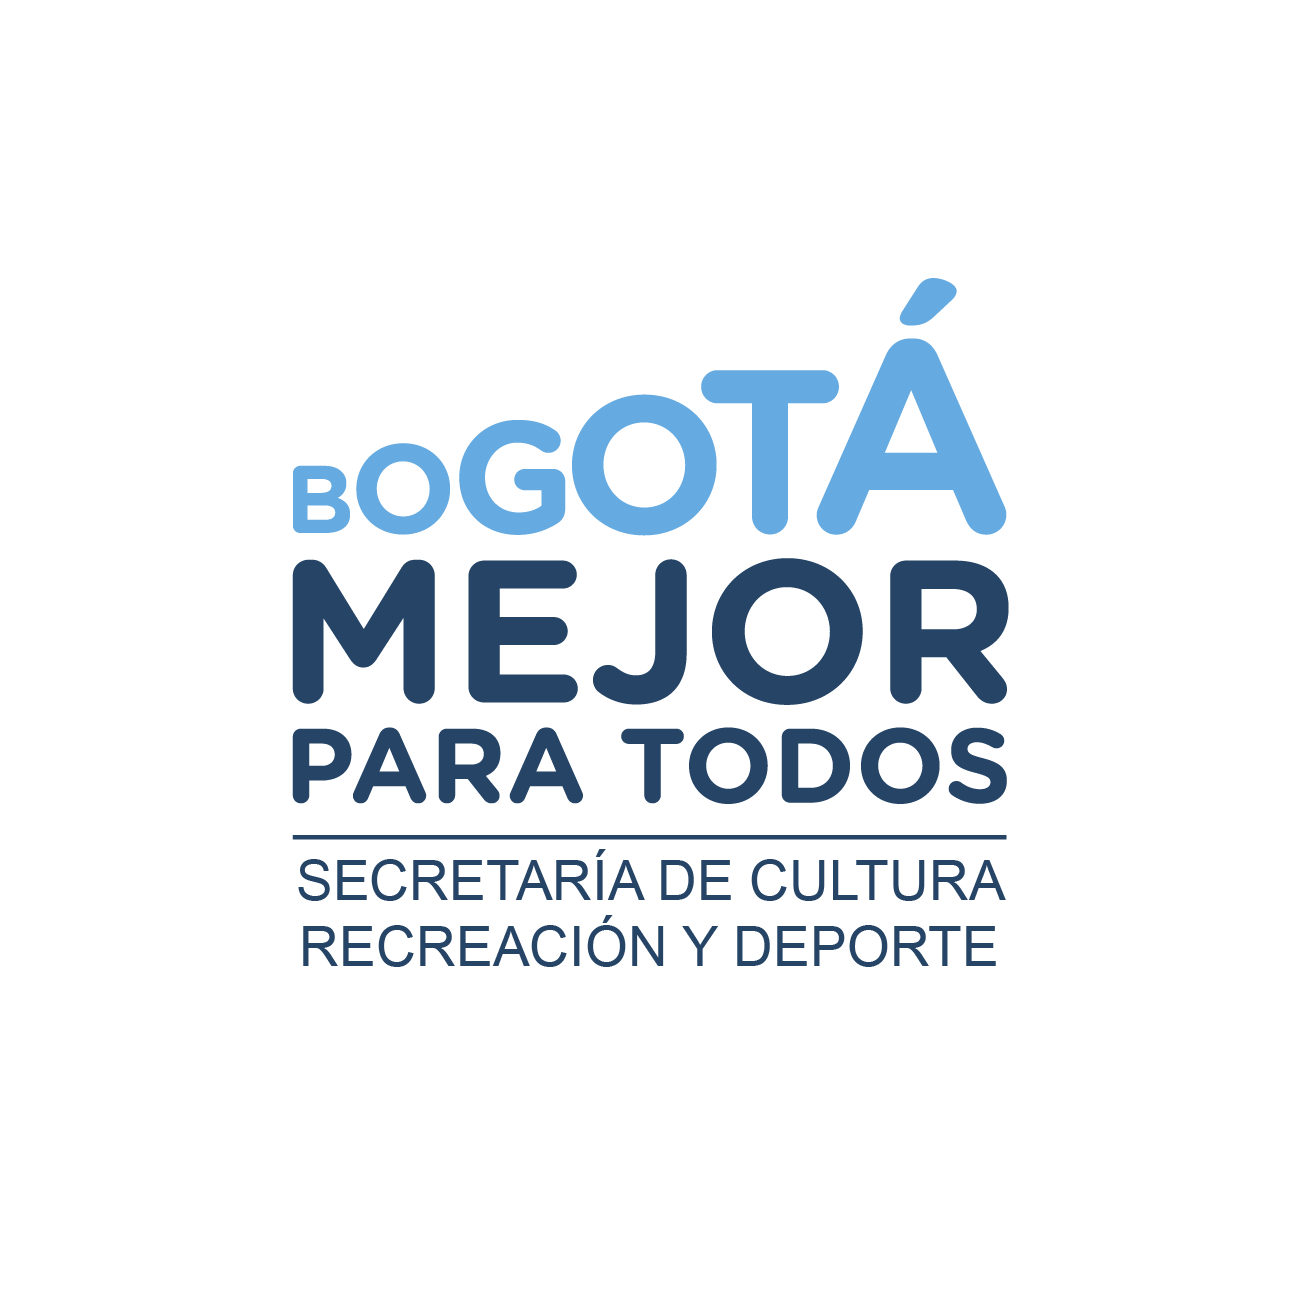 BOGOTÁ
MEJOR
PARA TODOS
SECRETARÍA DE CULTURA
RECREACIÓN Y DEPORTE